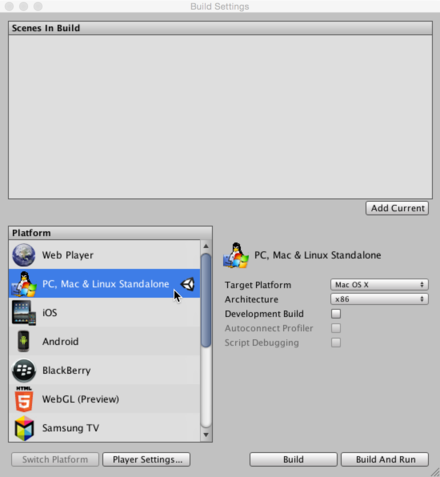 Build Settings
Scenes In Build
Add Current
Platform
Web Player
PC, Mac & Linux Standalone
iOS
Android
BlackBerry
HTML
5
WebGL (Preview)
Samsung TV
PC, Mac & Linux Standalone
Target Platform Mac OS X
Architecture x86
Development Build
Autoconnect Profiler
Script Debugging
Switch Platform Player Settings... Build Build And Run